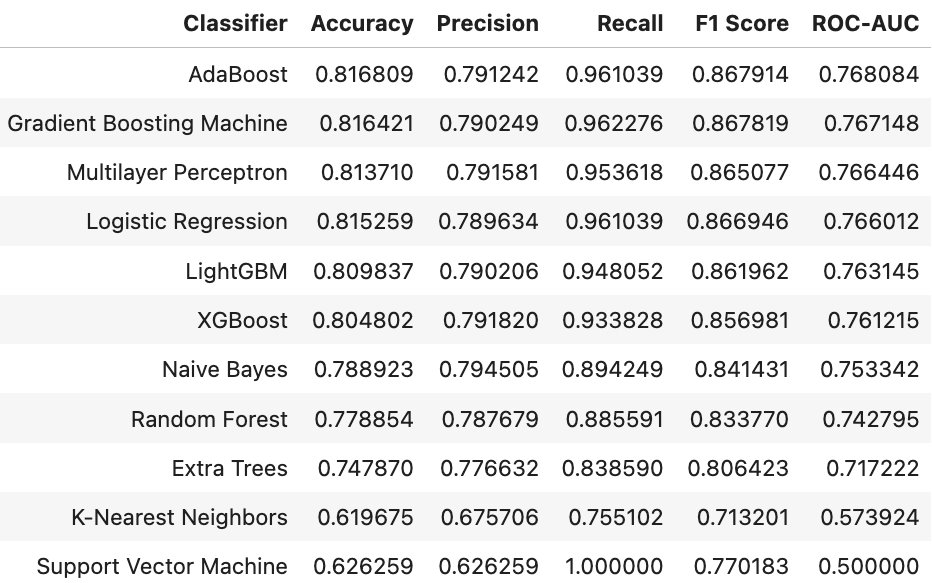 Classifier Accuracy Precision Recall F1 Score ROC-AUC
AdaBoost 0.816809 0.791242 0.961039 0.867914 0.768084
Gradient Boosting Machine 0.816421 0.790249 0.962276 0.867819 0.767148
Multilayer Perceptron 0.813710 0.791581 0.953618 0.865077 0.766446
Logistic Regression 0.815259 0.789634 0.961039 0.866946 0.766012
LightGBM 0.809837 0.790206 0.948052 0.861962 0.763145
XGBoost 0.804802 0.791820 0.933828 0.856981 0.761215
Naive Bayes 0.788923 0.794505 0.894249 0.841431 0.753342
Random Forest 0.778854 0.787679 0.885591 0.833770 0.742795
Extra Trees 0.747870 0.776632 0.838590 0.806423 0.717222
K-Nearest Neighbors 0.619675 0.675706 0.755102 0.713201 0.573924
Support Vector Machine 0.626259 0.626259 1.000000 0.770183 0.500000